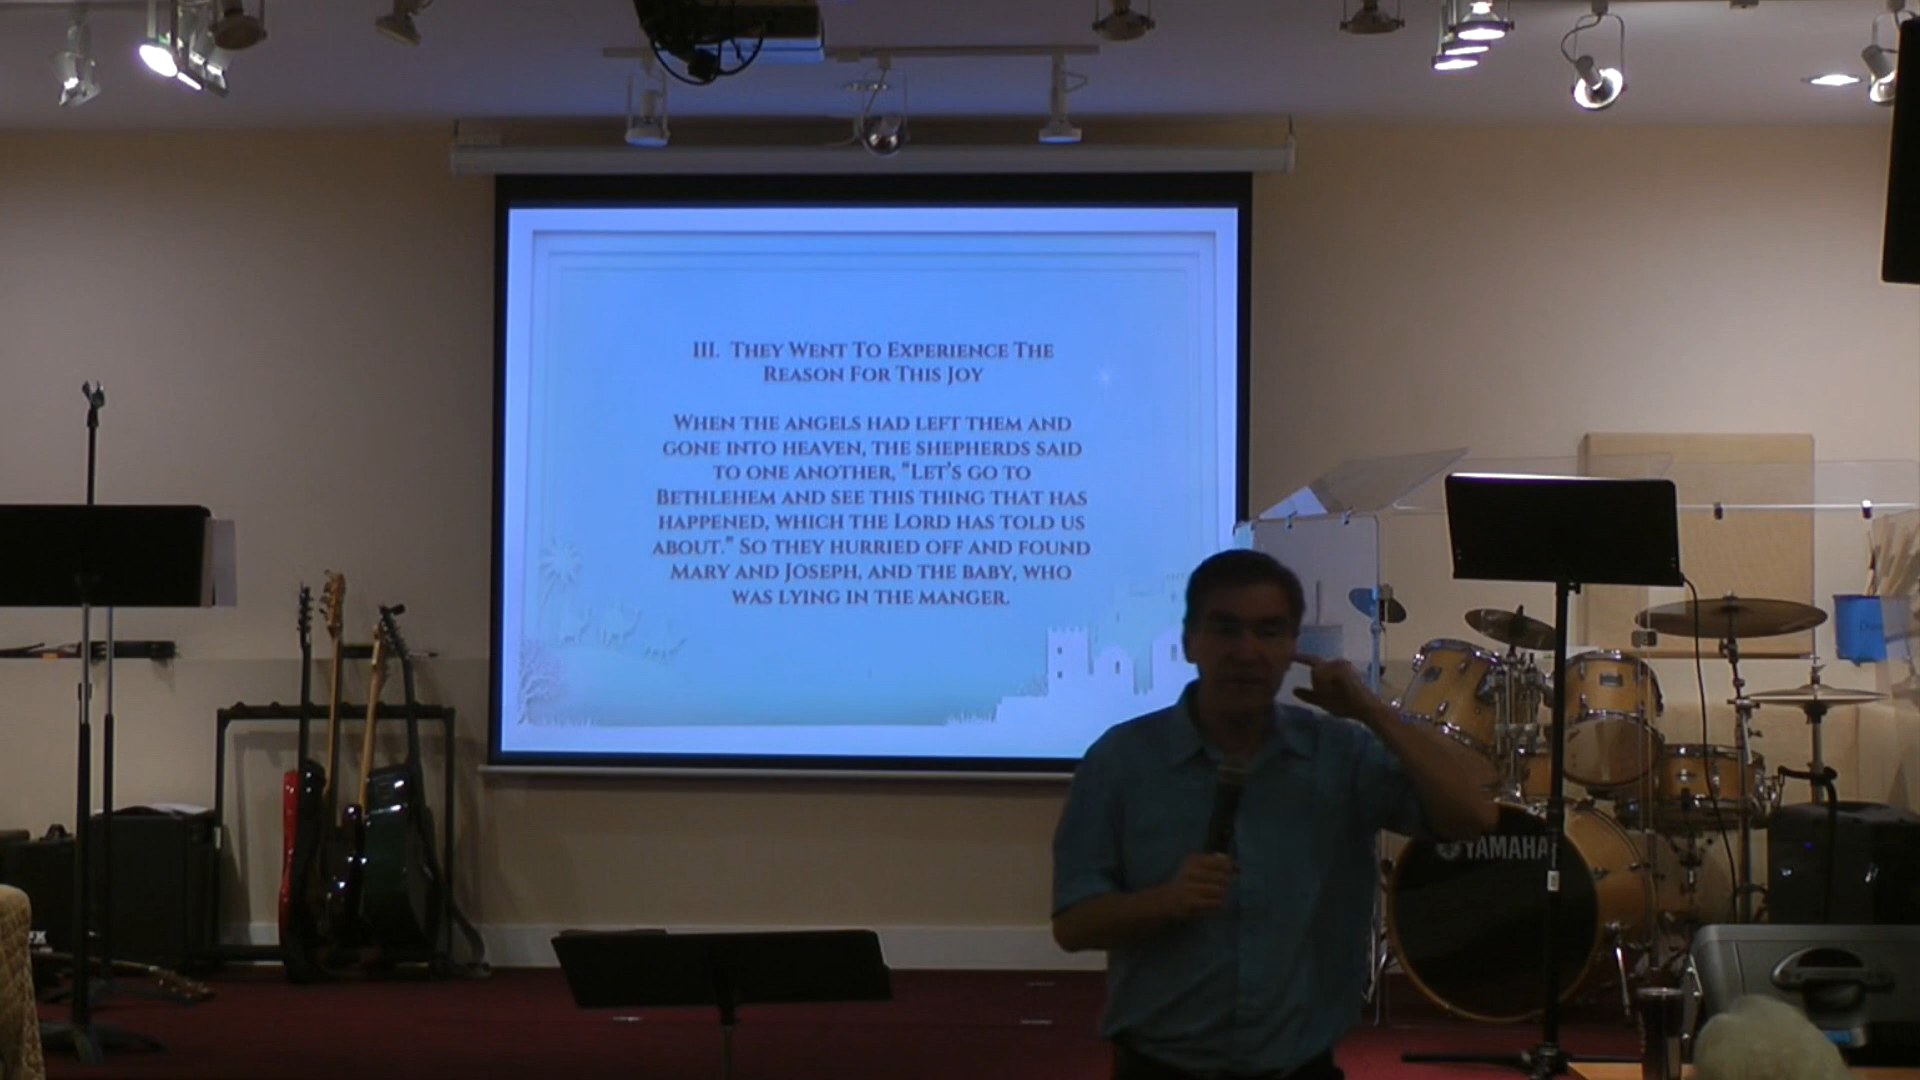 III. They Went To Experience The
Reason For This Joy
When the angels had left them and
gone into heaven, the shepherds said
to one another, "Let's go to
Bethlehem and see this thing that has
happened, which the Lord has told us
about." So they hurried off and found
Mary and Joseph, and the baby, who
was lying in the manger.
YAMAHA